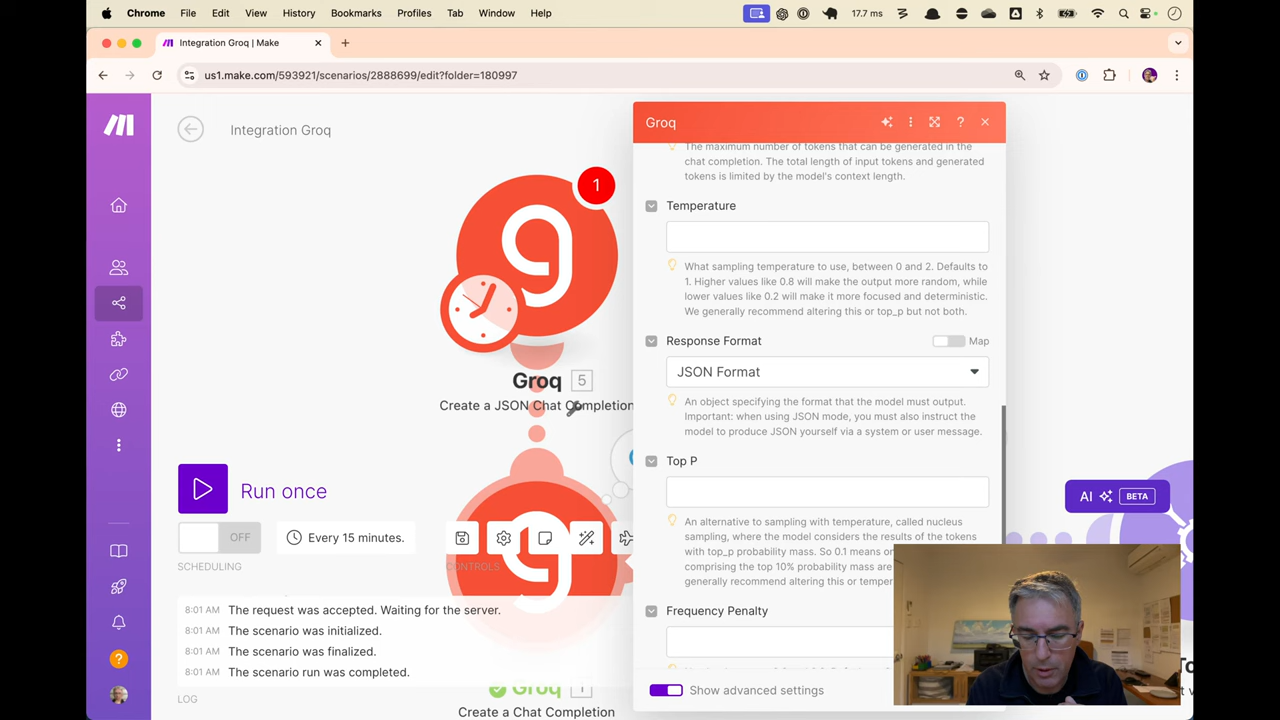 Chrome File Edit View History Bookmarks Profiles Tab Window Help 17.7 ms
Integration Groq | Make
us1.make.com/593921/scenarios/2888699/edit?folder=180997
Integration Groq
1
Groq 5
Create a JSON Chat Completion
Run once
OFF
Every 15 minutes.
SCHEDULING
CONTROLS
8:01 AM The request was accepted. Waiting for the server.
8:01 AM The scenario was initialized.
8:01 AM The scenario was finalized.
8:01 AM The scenario run was completed.
LOG
Groq 1
Create a Chat Completion
Groq
The maximum number of tokens that can be generated in the
chat completion. The total length of input tokens and generated
tokens is limited by the model's context length.
Temperature
What sampling temperature to use, between 0 and 2. Defaults to
1. Higher values like 0.8 will make the output more random, while
lower values like 0.2 will make it more focused and deterministic.
We generally recommend altering this or top_p but not both.
Response Format
Map
JSON Format
An object specifying the format that the model must output.
Important: when using JSON mode, you must also instruct the
model to produce JSON yourself via a system or user message.
Top P
An alternative to sampling with temperature, called nucleus
sampling, where the model considers the results of the tokens
with top_p probability mass. So 0.1 means
comprising the top 10% probability mass are
generally recommend altering this or
Frequency Penalty
Show advanced settings
AI BETA